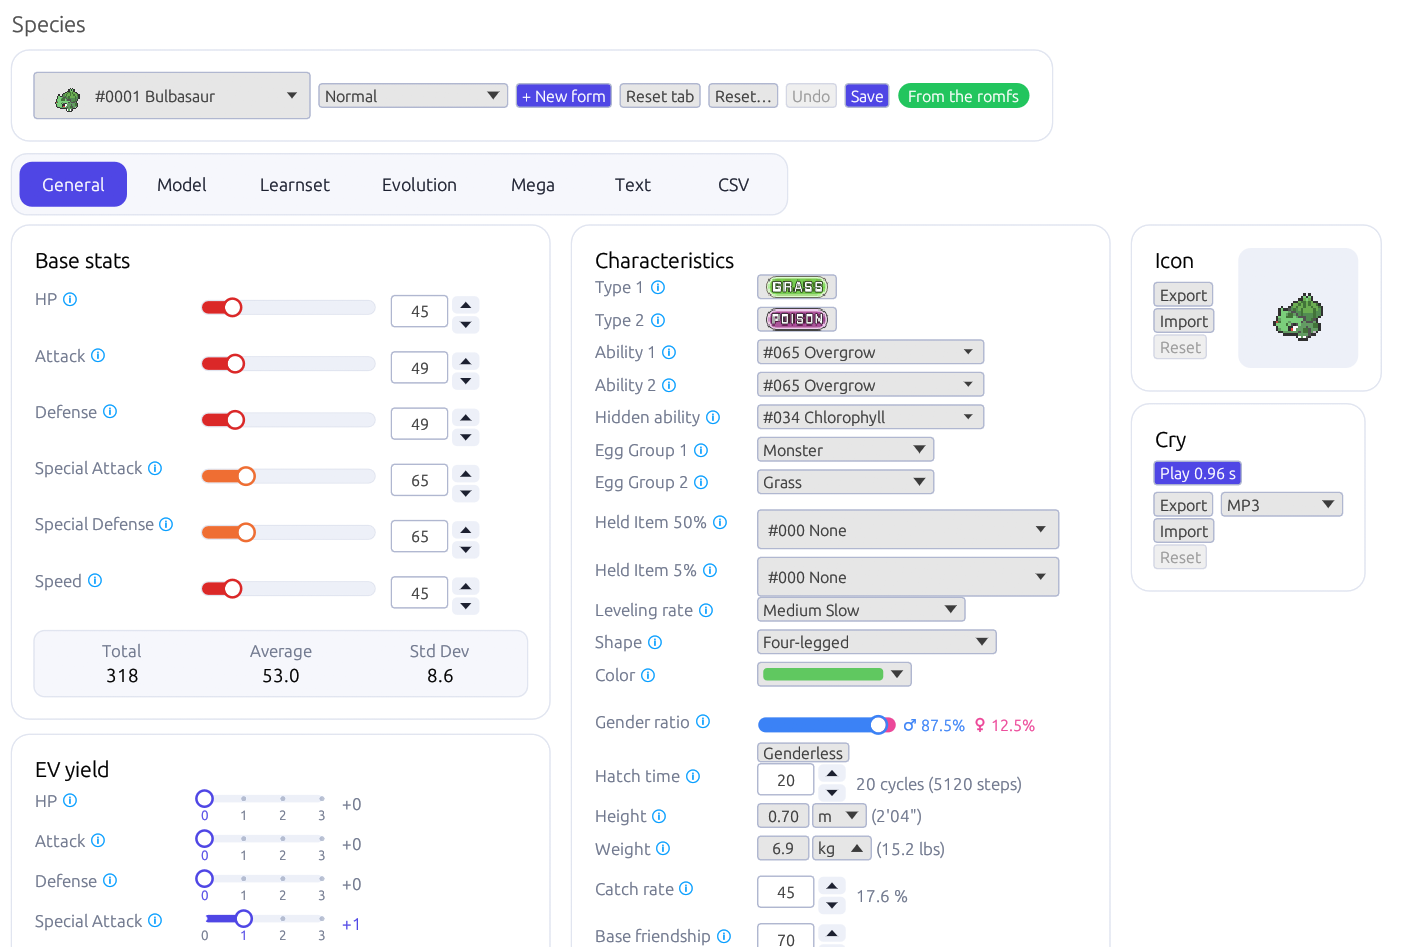 Species
#0001 Bulbasaur
Normal
+ New form
Reset tab
Reset...
Undo
Save
From the romfs
General
Model
Learnset
Evolution
Mega
Text
CSV
Base stats
HP
45
Attack
49
Defense
49
Special Attack
65
Special Defense
65
Speed
45
Total
Average
Std Dev
318
53.0
8.6
EV yield
HP
0 1 2 3
+0
Attack
0 1 2 3
+0
Defense
0 1 2 3
+0
Special Attack
0 1 2 3
+1
Characteristics
Type 1
GRASS
Type 2
POISON
Ability 1
#065 Overgrow
Ability 2
#065 Overgrow
Hidden ability
#034 Chlorophyll
Egg Group 1
Monster
Egg Group 2
Grass
Held Item 50%
#000 None
Held Item 5%
#000 None
Leveling rate
Medium Slow
Shape
Four-legged
Color
Gender ratio
♂ 87.5% ♀ 12.5%
Genderless
Hatch time
20
20 cycles (5120 steps)
Height
0.70
m
(2'04")
Weight
6.9
kg
(15.2 lbs)
Catch rate
45
17.6 %
Base friendship
70
Icon
Export
Import
Reset
Cry
Play 0.96 s
Export
MP3
Import
Reset